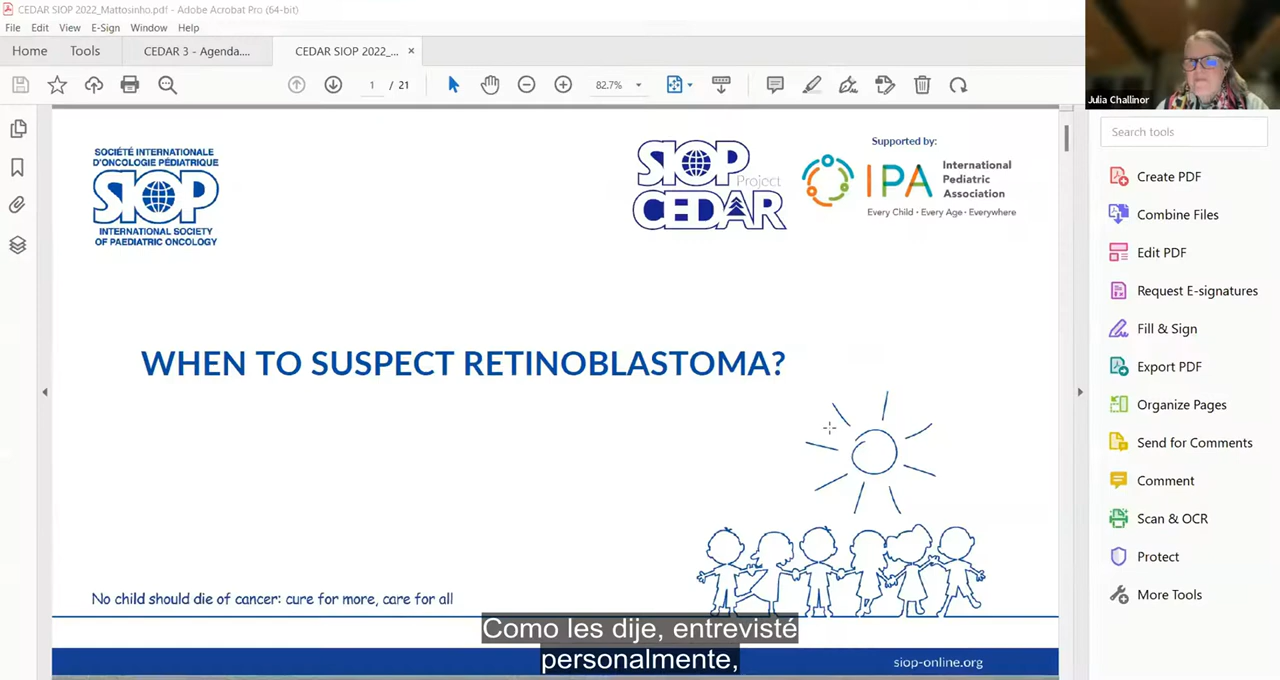 CEDAR SIOP 2022_Mattosinho.pdf - Adobe Acrobat Pro (64-bit)
File Edit View E-Sign Window Help
Home Tools CEDAR 3 - Agenda.... CEDAR SIOP 2022_... ×
1 / 21 82.7%
Julia Challinor
Search tools
SOCIÉTÉ INTERNATIONALE
D'ONCOLOGIE PÉDIATRIQUE
SIOP
INTERNATIONAL SOCIETY
OF PAEDIATRIC ONCOLOGY
SIOP
Project
CEDAR
Supported by:
IPA
International
Pediatric
Association
Every Child · Every Age · Everywhere
WHEN TO SUSPECT RETINOBLASTOMA?
No child should die of cancer: cure for more, care for all
siop-online.org
Como les dije, entrevisté
personalmente,
Create PDF
Combine Files
Edit PDF
Request E-signatures
Fill & Sign
Export PDF
Organize Pages
Send for Comments
Comment
Scan & OCR
Protect
More Tools